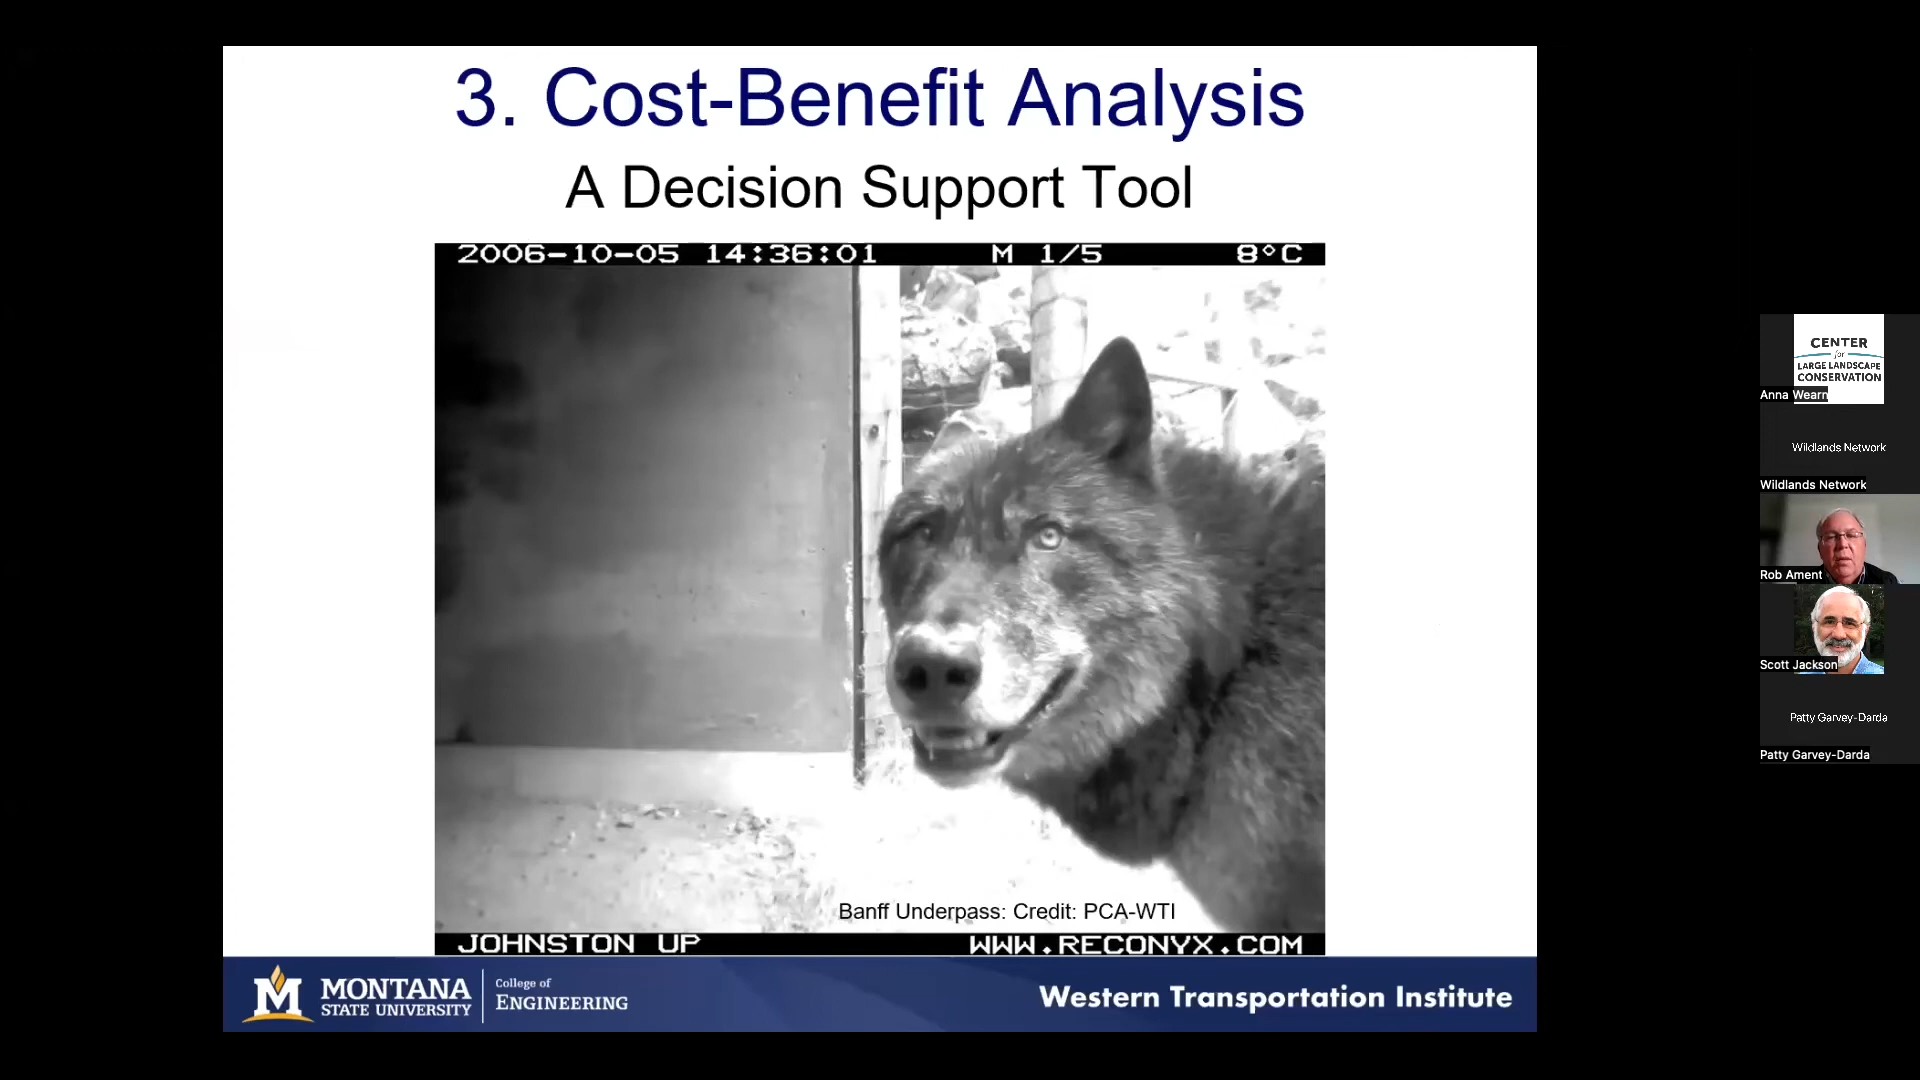 3. Cost-Benefit Analysis
A Decision Support Tool
2006-10-05 14:36:01 M 1/5 8°C
Banff Underpass: Credit: PCA-WTI
JOHNSTON UP WWW.RECONYX.COM
M MONTANA STATE UNIVERSITY
College of
ENGINEERING
Western Transportation Institute
CENTER
for
LARGE LANDSCAPE
CONSERVATION
Anna Wearn
Wildlands Network
Wildlands Network
Rob Ament
Scott Jackson
Patty Garvey-Darda
Patty Garvey-Darda